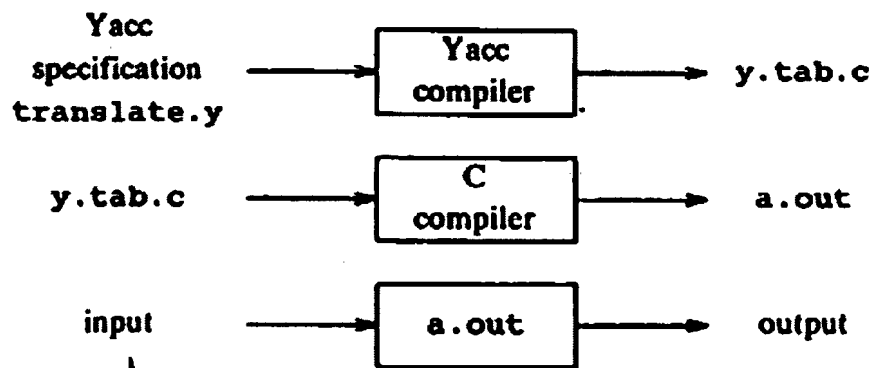 Yacc
specification
translate.y
Yacc
compiler
y.tab.c
y.tab.c
C
compiler
a.out
input
a.out
output